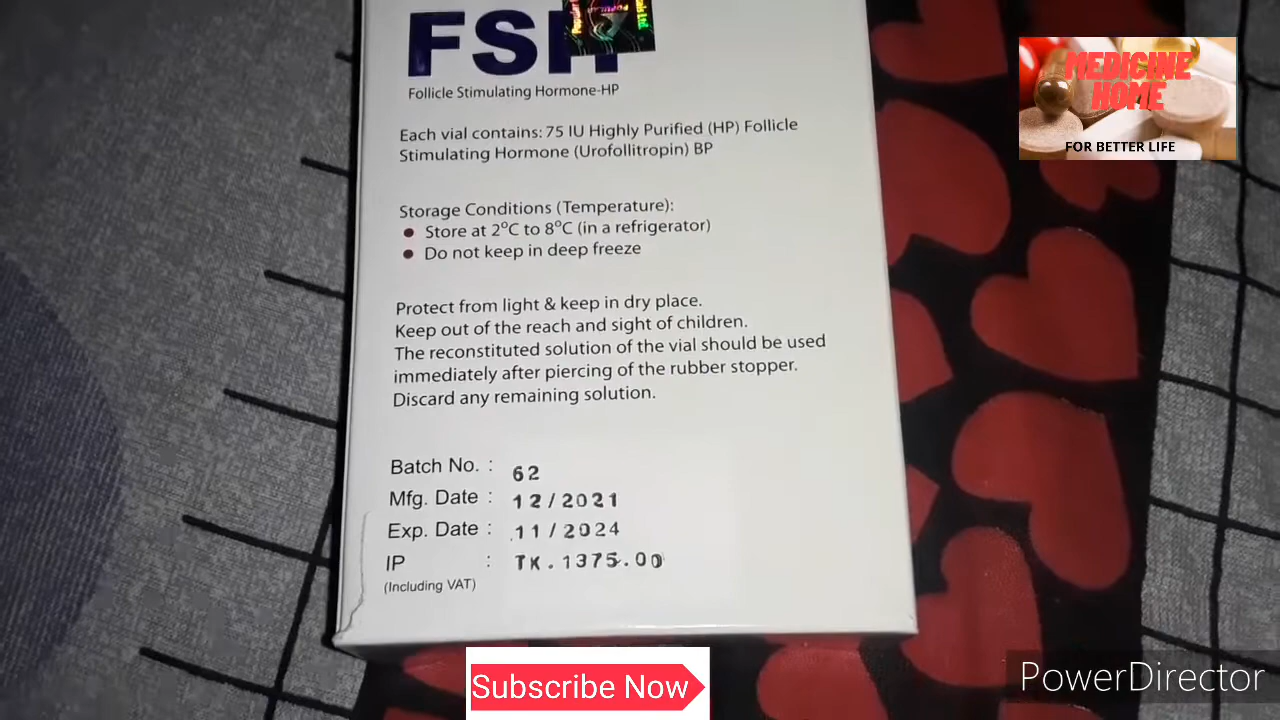 FSH
Follicle Stimulating Hormone-HP
Each vial contains: 75 IU Highly Purified (HP) Follicle
Stimulating Hormone (Urofollitropin) BP
Storage Conditions (Temperature):
● Store at 2°C to 8°C (in a refrigerator)
● Do not keep in deep freeze
Protect from light & keep in dry place.
Keep out of the reach and sight of children.
The reconstituted solution of the vial should be used
immediately after piercing of the rubber stopper.
Discard any remaining solution.
Batch No. : 62
Mfg. Date : 12/2021
Exp. Date : 11/2024
IP : TK.1375.00
(Including VAT)
MEDICINE
HOME
FOR BETTER LIFE
Subscribe Now
PowerDirector